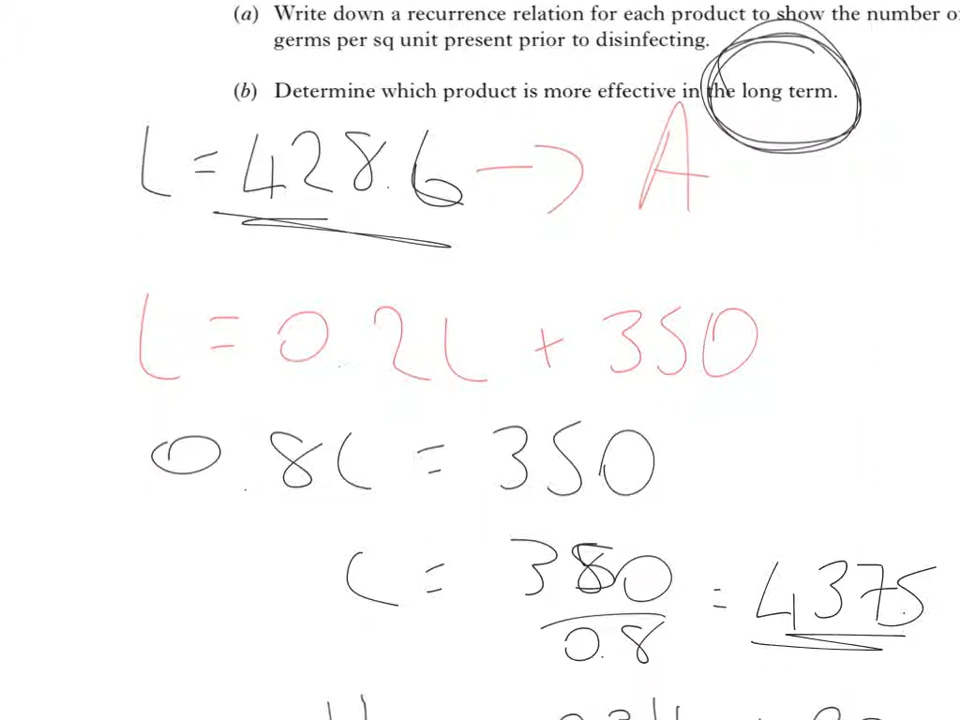 (a) Write down a recurrence relation for each product to show the number o
germs per sq unit present prior to disinfecting.
(b) Determine which product is more effective in the long term.
L = 428.6 → A
L = 0.2L + 350
0.8L = 350
L = 350 / 0.8 = 437.5